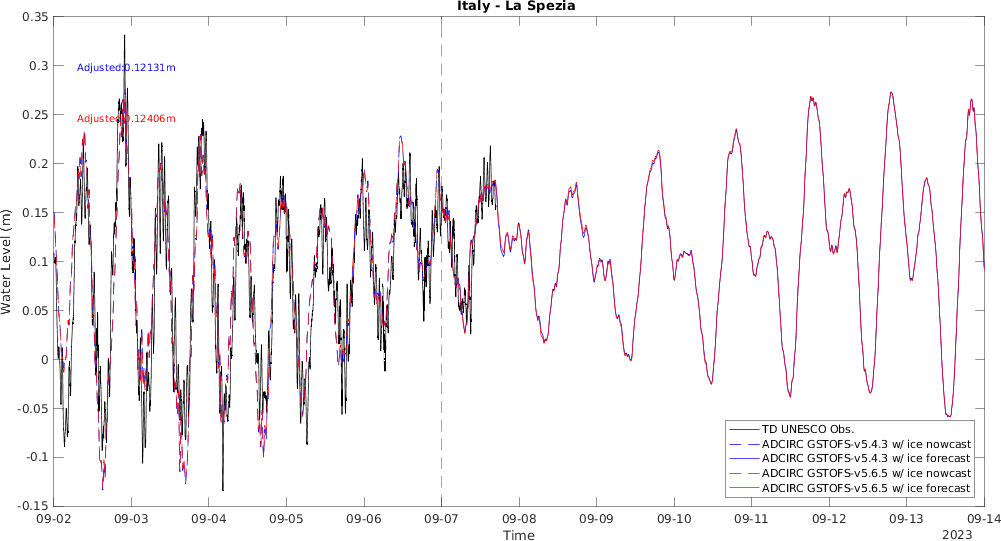 Italy - La Spezia
0.35
0.3
0.25
0.2
0.15
0.1
0.05
0
-0.05
-0.1
-0.15
Water Level (m)
Adjusted:0.12131m
Adjusted:0.12406m
TD UNESCO Obs.
ADCIRC GSTOFS-v5.4.3 w/ ice nowcast
ADCIRC GSTOFS-v5.4.3 w/ ice forecast
ADCIRC GSTOFS-v5.6.5 w/ ice nowcast
ADCIRC GSTOFS-v5.6.5 w/ ice forecast
09-02 09-03 09-04 09-05 09-06 09-07 09-08 09-09 09-10 09-11 09-12 09-13 09-14
Time
2023